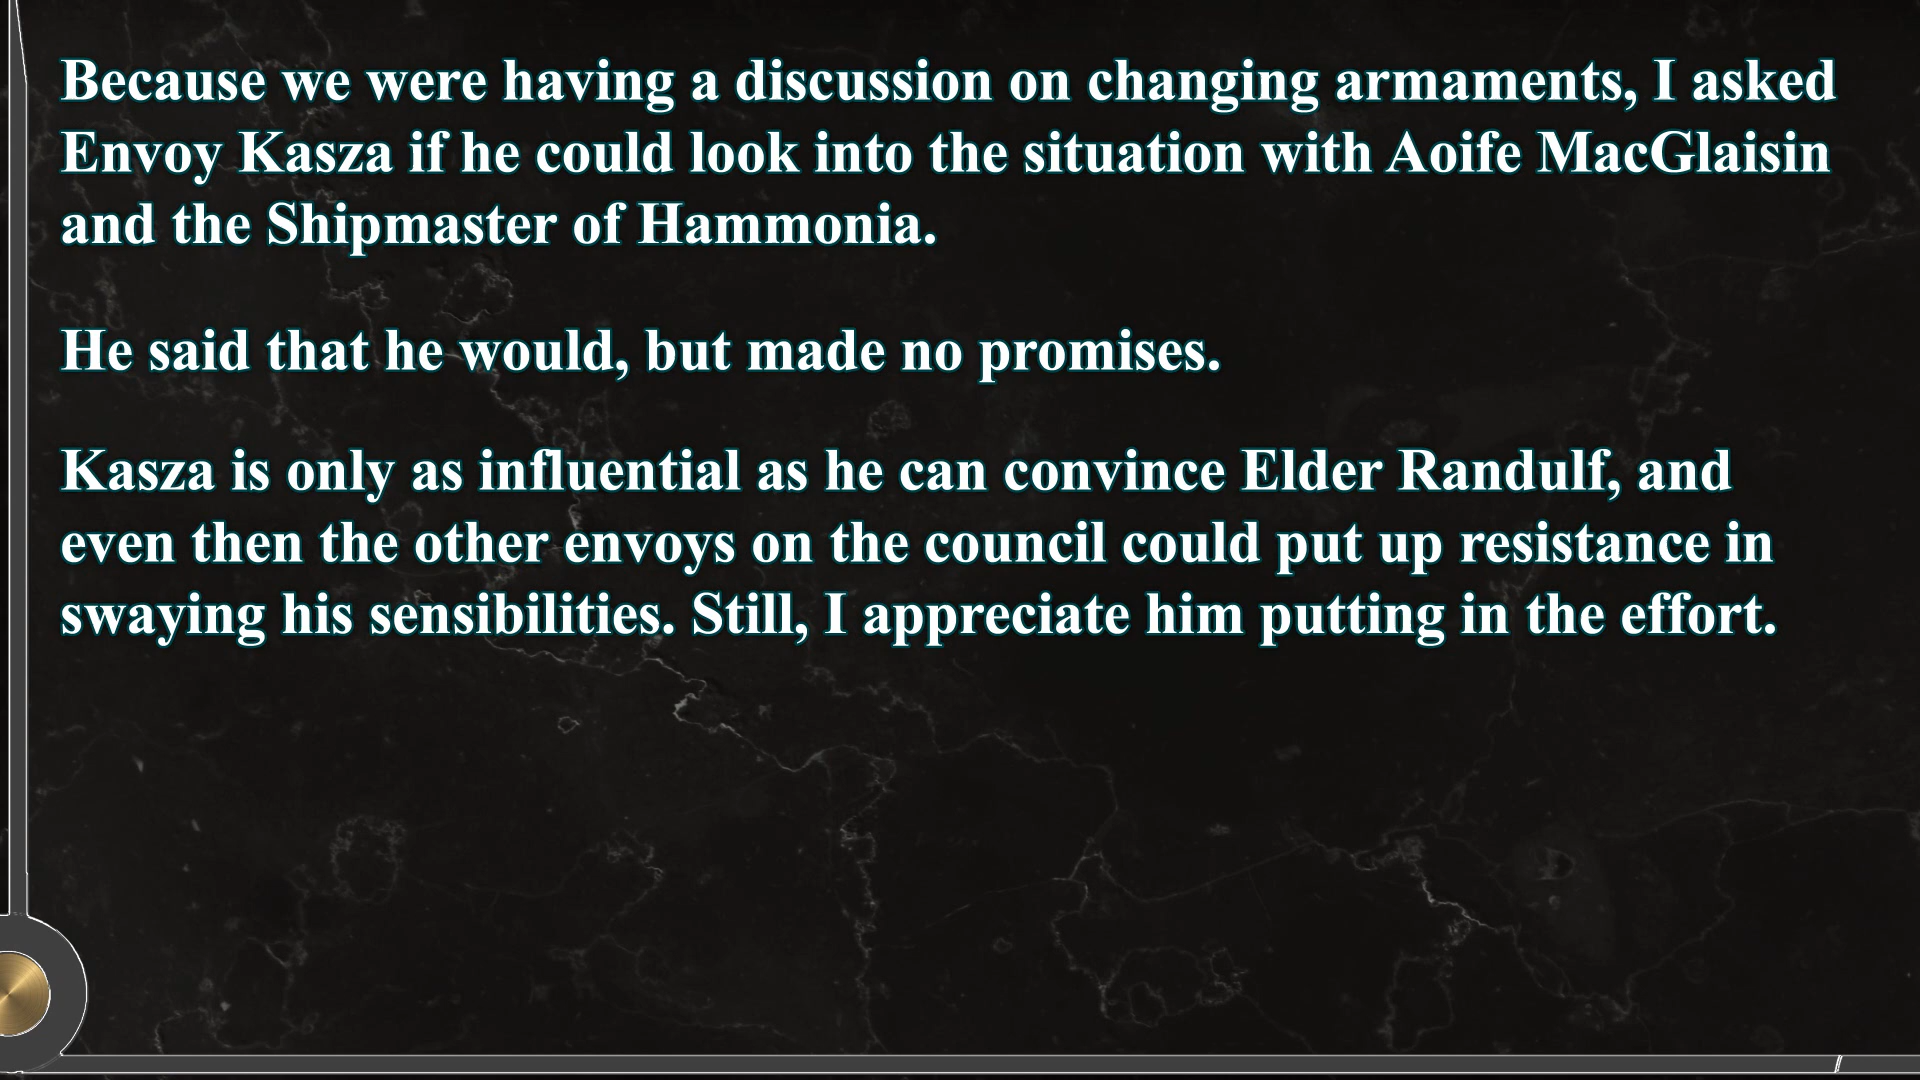 Because we were having a discussion on changing armaments, I asked
Envoy Kasza if he could look into the situation with Aoife MacGlaisin
and the Shipmaster of Hammonia.
He said that he would, but made no promises.
Kasza is only as influential as he can convince Elder Randulf, and
even then the other envoys on the council could put up resistance in
swaying his sensibilities. Still, I appreciate him putting in the effort.